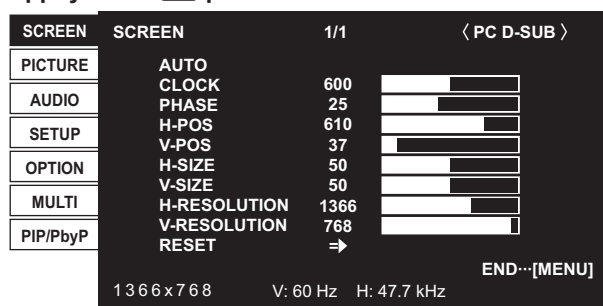 SCREEN
PICTURE
AUDIO
SETUP
OPTION
MULTI
PIP/PbyP
SCREEN 1/1 〈 PC D-SUB 〉
AUTO
CLOCK 600
PHASE 25
H-POS 610
V-POS 37
H-SIZE 50
V-SIZE 50
H-RESOLUTION 1366
V-RESOLUTION 768
RESET
END···[MENU]
1366x768 V: 60 Hz H: 47.7 kHz